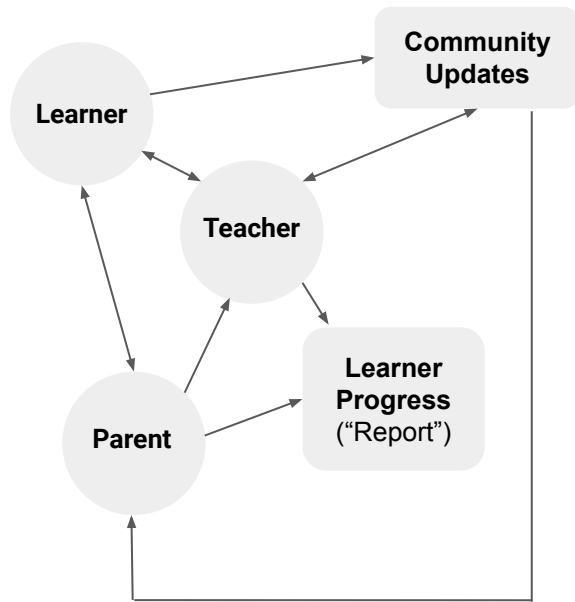 Community
Updates
Learner
Teacher
Learner
Progress
(“Report”)
Parent